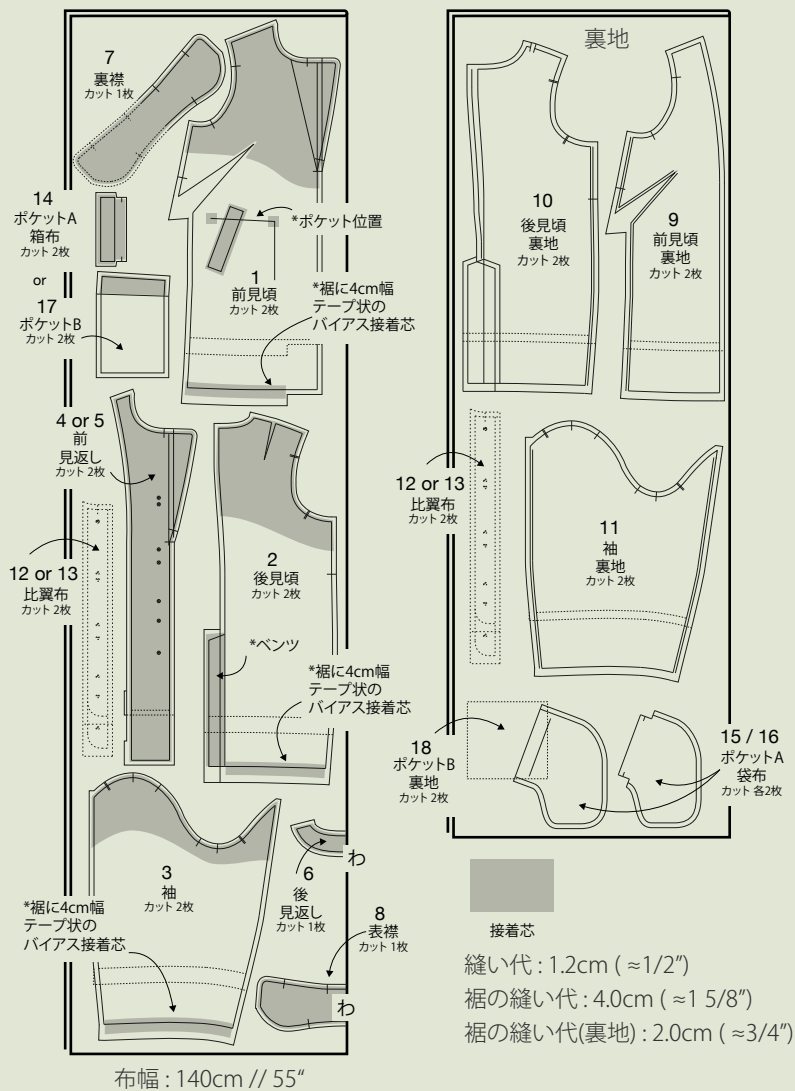 7
裏襟
カット 1枚
14
ポケットA
箱布
カット 2枚
or
17
ポケットB
カット 2枚
*ポケット位置
1
前見頃
カット 2枚
*裾に4cm幅
テープ状の
バイアス接着芯
4 or 5
前
見返し
カット 2枚
12 or 13
比翼布
カット 2枚
2
後見頃
カット 2枚
*ベンツ
*裾に4cm幅
テープ状の
バイアス接着芯
3
袖
カット 2枚
*裾に4cm幅
テープ状の
バイアス接着芯
わ
6
後
見返し
カット 1枚
8
表襟
カット 1枚
わ
布幅 : 140cm // 55“
裏地
10
後見頃
裏地
カット 2枚
9
前見頃
裏地
カット 2枚
12 or 13
比翼布
カット 2枚
11
袖
裏地
カット 2枚
18
ポケットB
裏地
カット 2枚
15 / 16
ポケットA
袋布
カット 各2枚
接着芯
縫い代 : 1.2cm ( ≈1/2”)
裾の縫い代 : 4.0cm ( ≈1 5/8”)
裾の縫い代(裏地) : 2.0cm ( ≈3/4”)